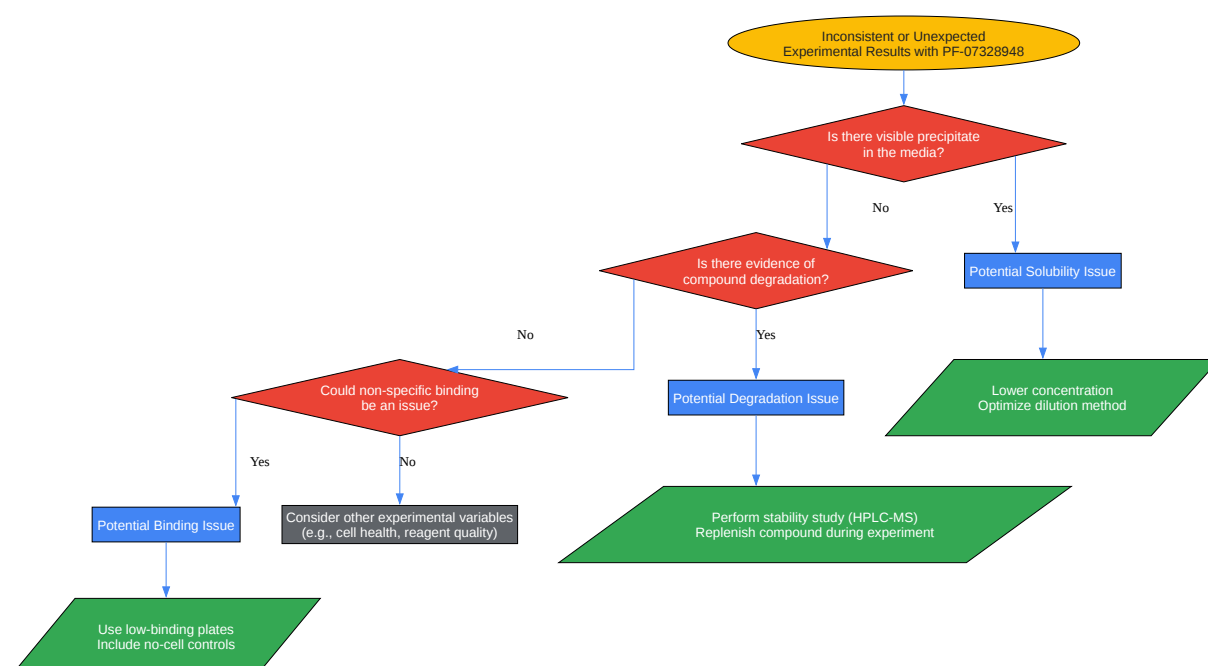 Inconsistent or Unexpected
Experimental Results with PF-07328948
Is there visible precipitate
in the media?
No
Yes
Is there evidence of
compound degradation?
Potential Solubility Issue
No
Yes
Could non-specific binding
be an issue?
Potential Degradation Issue
Lower concentration
Optimize dilution method
Yes
No
Potential Binding Issue
Consider other experimental variables
(e.g., cell health, reagent quality)
Perform stability study (HPLC-MS)
Replenish compound during experiment
Use low-binding plates
Include no-cell controls